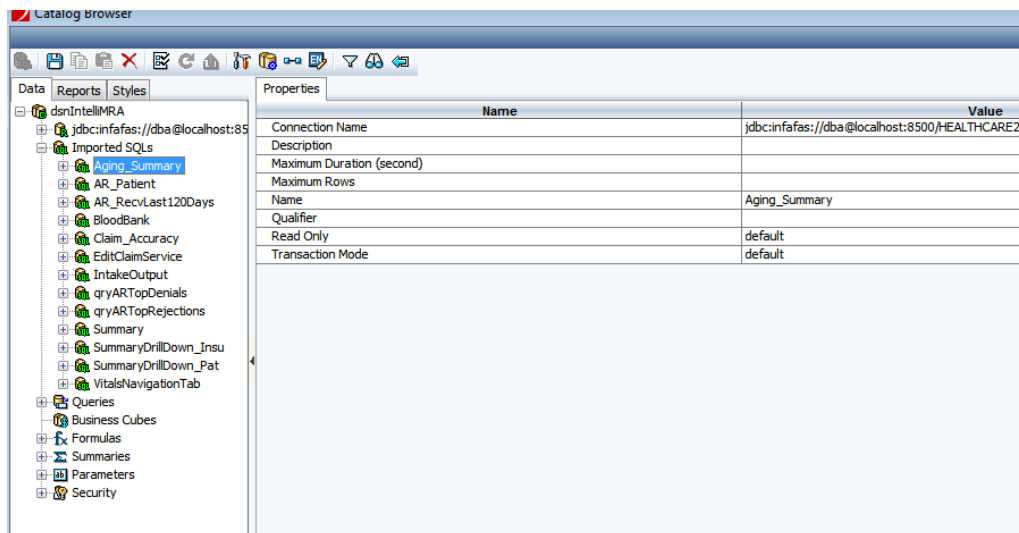 Catalog Browser
Data Reports Styles
dsnIntelliMRA
jdbc:infafas://dba@localhost:85
Imported SQLs
Aging_Summary
AR_Patient
AR_RecvLast120Days
BloodBank
Claim_Accuracy
EditClaimService
IntakeOutput
qryARTopDenials
qryARTopRejections
Summary
SummaryDrillDown_Insu
SummaryDrillDown_Pat
VitalsNavigationTab
Queries
Business Cubes
Formulas
Summaries
Parameters
Security
Properties
Name Value
Connection Name jdbc:infafas://dba@localhost:8500/HEALTHCARE2
Description
Maximum Duration (second)
Maximum Rows
Name Aging_Summary
Qualifier
Read Only default
Transaction Mode default